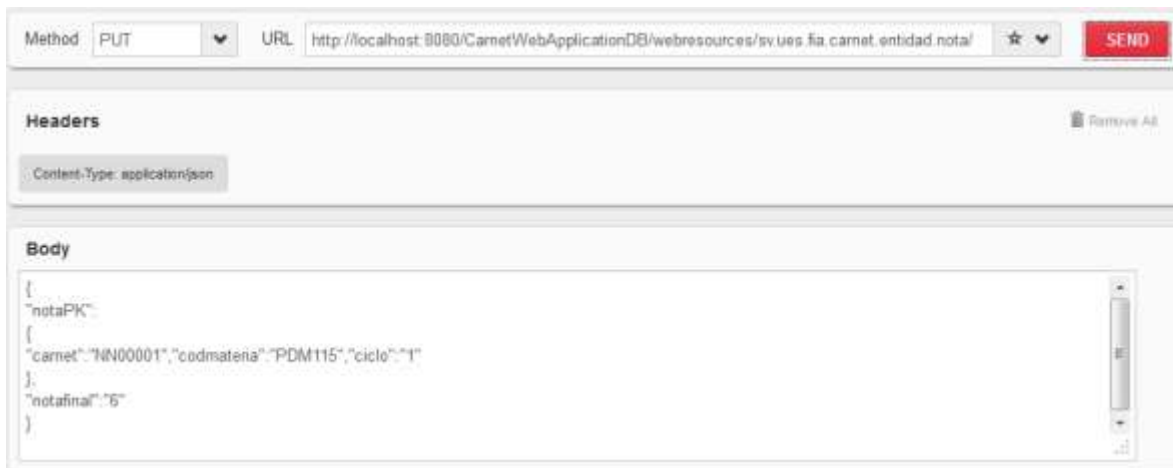 Method PUT URL http://localhost:8080/CarnetWebApplicationDB/webresources/sv.ues.fia.carnet.entidad.nota/ SEND
Headers Remove All
Content-Type: application/json
Body
{
"notaPK":
{
"carnet":"NN00001","codmateria":"PDM115","ciclo":"1"
},
"notafinal":"6"
}